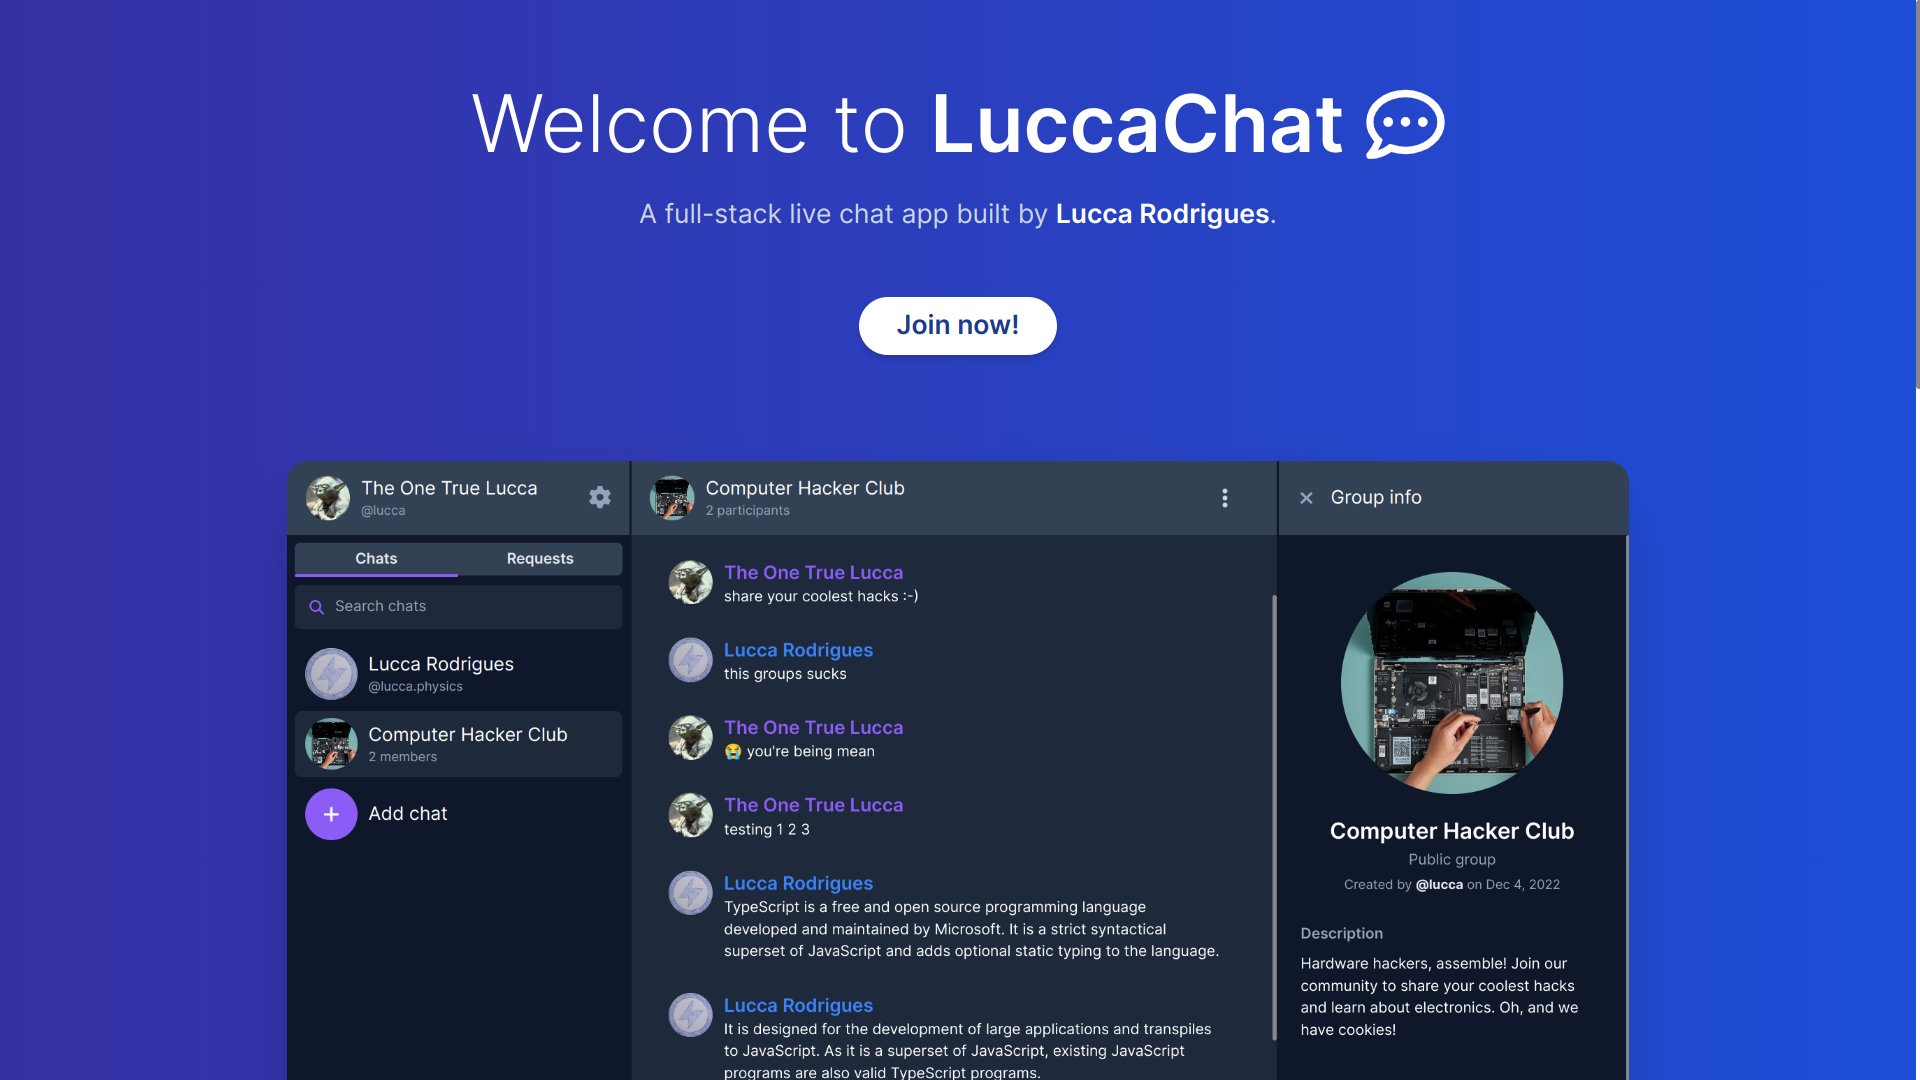 Welcome to LuccaChat
A full-stack live chat app built by Lucca Rodrigues.
Join now!
The One True Lucca
@lucca
Chats
Requests
Search chats
Lucca Rodrigues
@lucca.physics
Computer Hacker Club
2 members
Add chat
Computer Hacker Club
2 participants
The One True Lucca
share your coolest hacks :-)
Lucca Rodrigues
this groups sucks
The One True Lucca
😭 you're being mean
The One True Lucca
testing 1 2 3
Lucca Rodrigues
TypeScript is a free and open source programming language
developed and maintained by Microsoft. It is a strict syntactical
superset of JavaScript and adds optional static typing to the language.
Lucca Rodrigues
It is designed for the development of large applications and transpiles
to JavaScript. As it is a superset of JavaScript, existing JavaScript
programs are also valid TypeScript programs.
Group info
Computer Hacker Club
Public group
Created by @lucca on Dec 4, 2022
Description
Hardware hackers, assemble! Join our
community to share your coolest hacks
and learn about electronics. Oh, and we
have cookies!